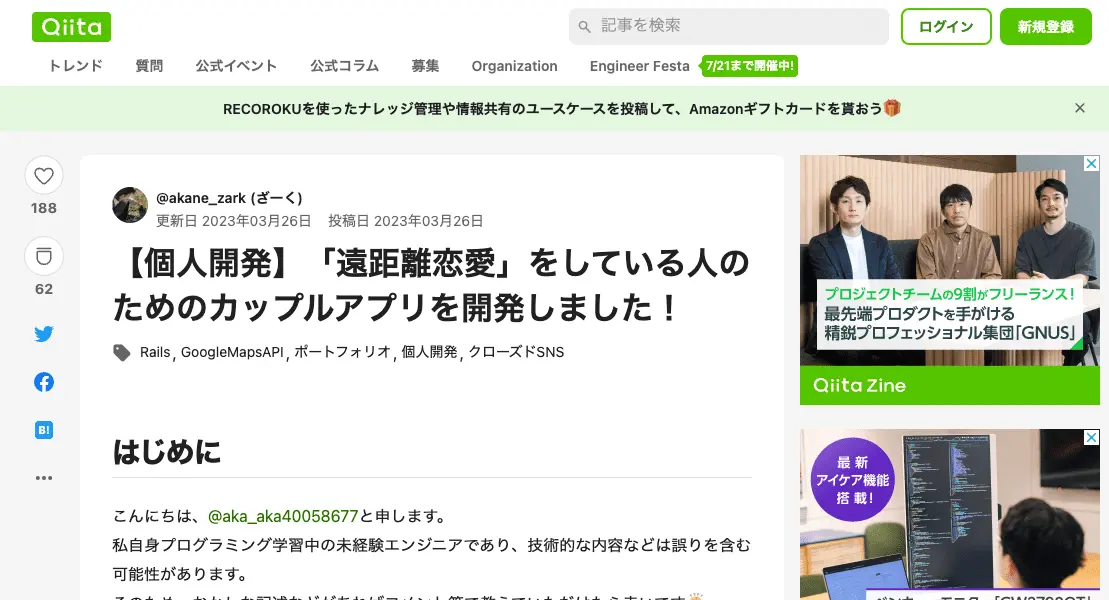 Qiita
記事を検索
ログイン
新規登録
トレンド 質問 公式イベント 公式コラム 募集 Organization Engineer Festa 7/21まで開催中!
RECOROKUを使ったナレッジ管理や情報共有のユースケースを投稿して、Amazonギフトカードを貰おう🎁
188
62
B!
@akane_zark (ざーく)
更新日 2023年03月26日 投稿日 2023年03月26日
【個人開発】「遠距離恋愛」をしている人の
ためのカップルアプリを開発しました！
Rails, GoogleMapsAPI, ポートフォリオ, 個人開発, クローズドSNS
はじめに
こんにちは、@aka_aka40058677と申します。
私自身プログラミング学習中の未経験エンジニアであり、技術的な内容などは誤りを含む
可能性があります。
プロジェクトチームの9割がフリーランス!
最先端プロダクトを手がける
精鋭プロフェッショナル集団「GNUS」
Qiita Zine
最新
アイケア機能
搭載!